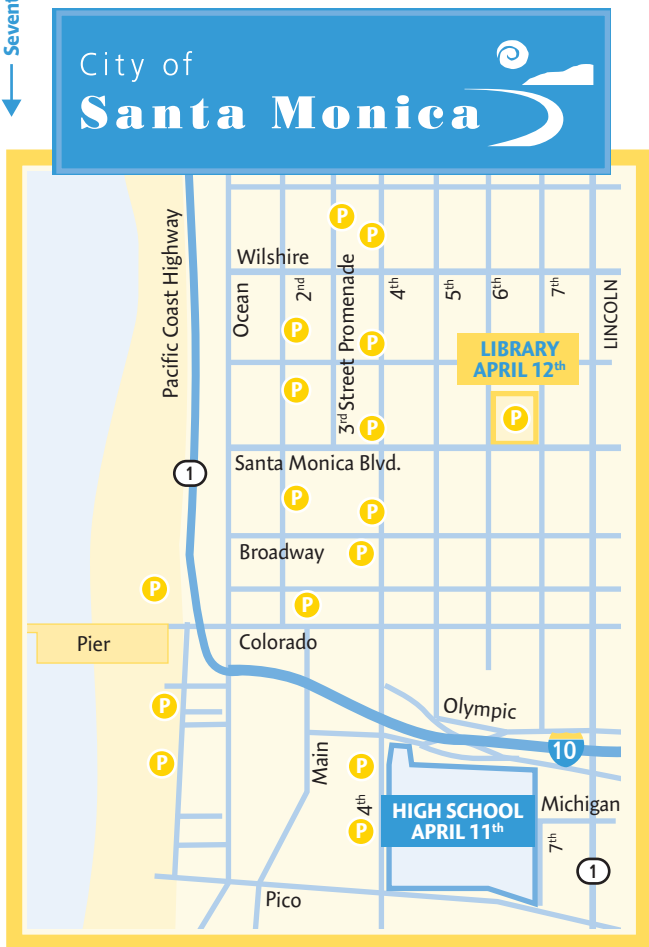 Sevent
City of
Santa Monica
Pacific Coast Highway
P
P
Wilshire
Ocean
2nd
3rd Street Promenade
4th
5th
6th
7th
LINCOLN
P
P
LIBRARY
APRIL 12th
P
P
P
Santa Monica Blvd.
1
P
P
Broadway
P
P
P
Pier
Colorado
P
Olympic
10
Main
P
P
4th
HIGH SCHOOL
APRIL 11th
Michigan
P
7th
1
Pico